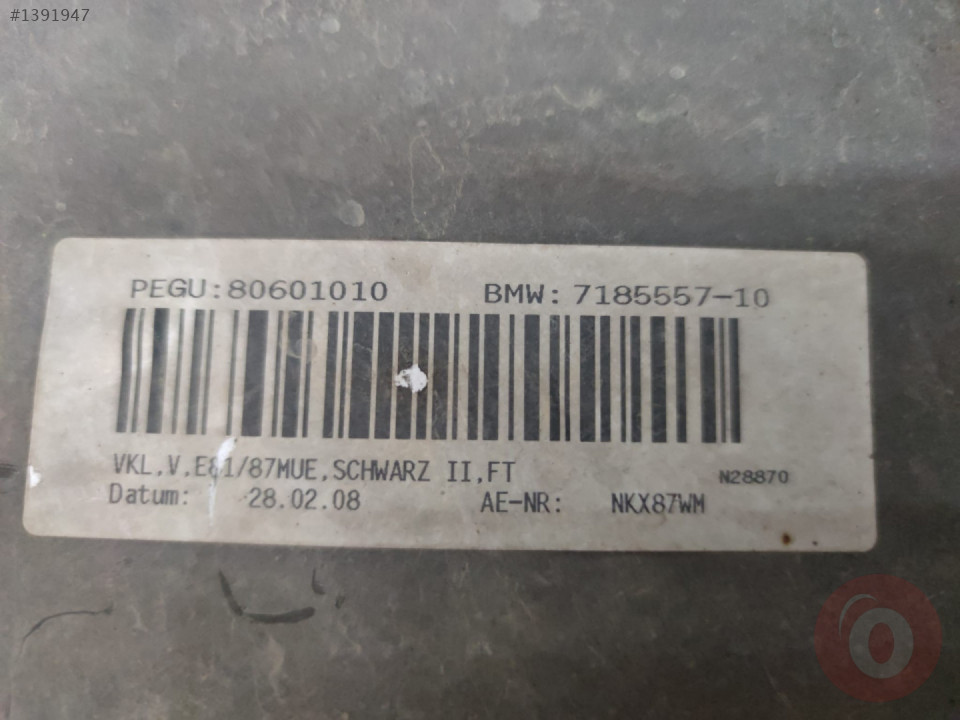 #1391947
PEGU:80601010 BMW:7185557-10
VKL,V,E81/87MUE,SCHWARZ II,FT N28870
Datum: 28.02.08 AE-NR: NKX87WM
O